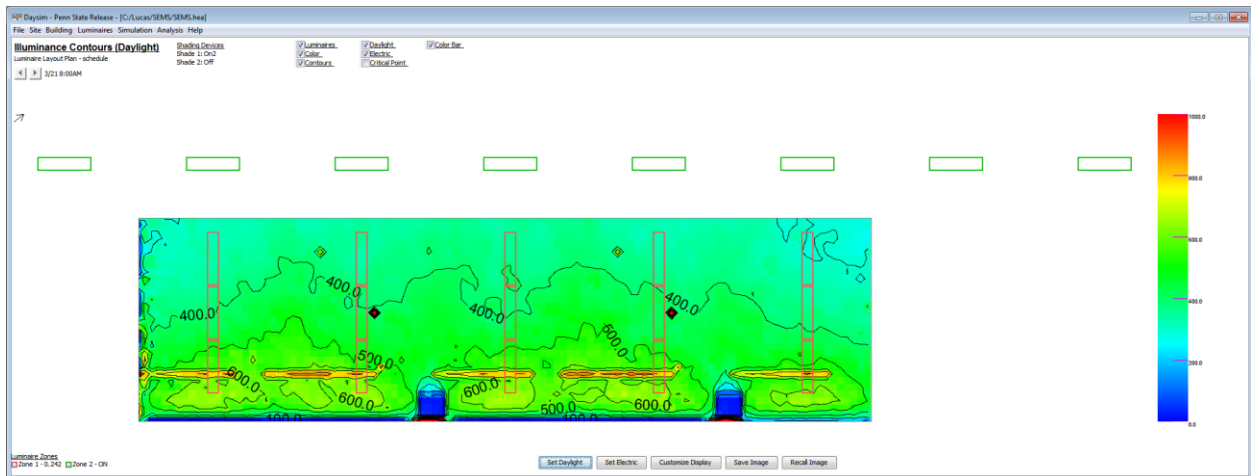 Daysim - Penn State Release - [C:/Lucas/SEMS/SEMS.hea]
File Site Building Luminaires Simulation Analysis Help
Illuminance Contours (Daylight)
Luminaire Layout Plan - schedule
3/21 8:00AM
Shading Devices
Shade 1: On2
Shade 2: Off
Luminaires
Color
Contours
Daylight
Electric
Critical Point
Color Bar
1000.0
800.0
600.0
400.0
200.0
0.0
400.0
400.0
400.0
400.0
500.0
500.0
600.0
600.0
600.0
500.0
600.0
100.0
100.0
Luminaire Zones
Zone 1 - 0.242 Zone 2 - ON
Set Daylight Set Electric Customize Display Save Image Recall Image